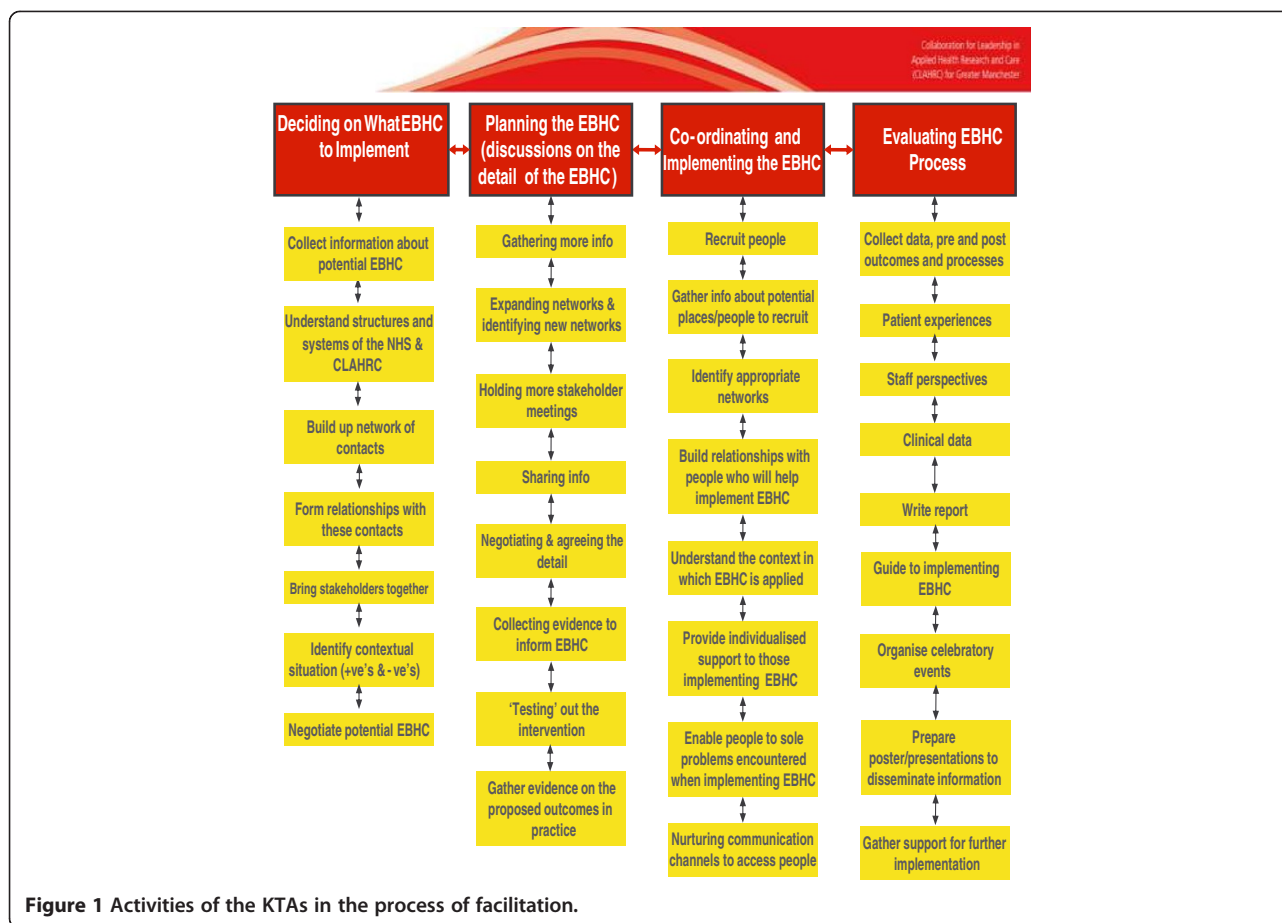 Collaboration for Leadership in
Applied Health Research and Care
(CLAHRC) for Greater Manchester
Deciding on What EBHC
to Implement
Planning the EBHC
(discussions on the
detail of the EBHC)
Co-ordinating and
Implementing the EBHC
Evaluating EBHC
Process
Collect information about
potential EBHC
Understand structures and
systems of the NHS &
CLAHRC
Build up network of
contacts
Form relationships with
these contacts
Bring stakeholders together
Identify contextual
situation (+ve's & -ve's)
Negotiate potential EBHC
Gathering more info
Expanding networks &
identifying new networks
Holding more stakeholder
meetings
Sharing info
Negotiating & agreeing the
detail
Collecting evidence to
inform EBHC
'Testing' out the
intervention
Gather evidence on the
proposed outcomes in
practice
Recruit people
Gather info about potential
places/people to recruit
Identify appropriate
networks
Build relationships with
people who will help
implement EBHC
Understand the context in
which EBHC is applied
Provide individualised
support to those
implementing EBHC
Enable people to sole
problems encountered
when implementing EBHC
Nurturing communication
channels to access people
Collect data, pre and post
outcomes and processes
Patient experiences
Staff perspectives
Clinical data
Write report
Guide to implementing
EBHC
Organise celebratory
events
Prepare
poster/presentations to
disseminate information
Gather support for further
implementation
Figure 1 Activities of the KTAs in the process of facilitation.